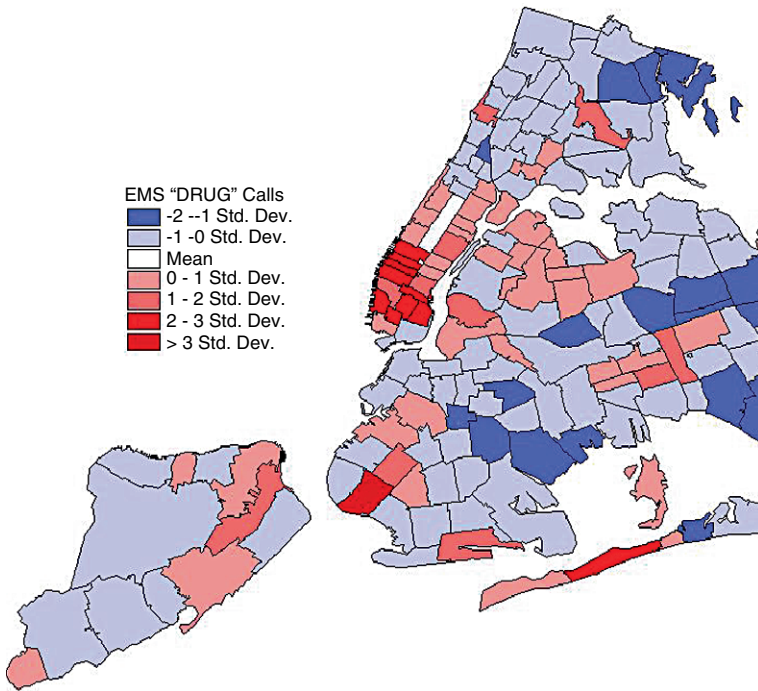 EMS “DRUG” Calls
-2 --1 Std. Dev.
-1 -0 Std. Dev.
Mean
0 - 1 Std. Dev.
1 - 2 Std. Dev.
2 - 3 Std. Dev.
> 3 Std. Dev.